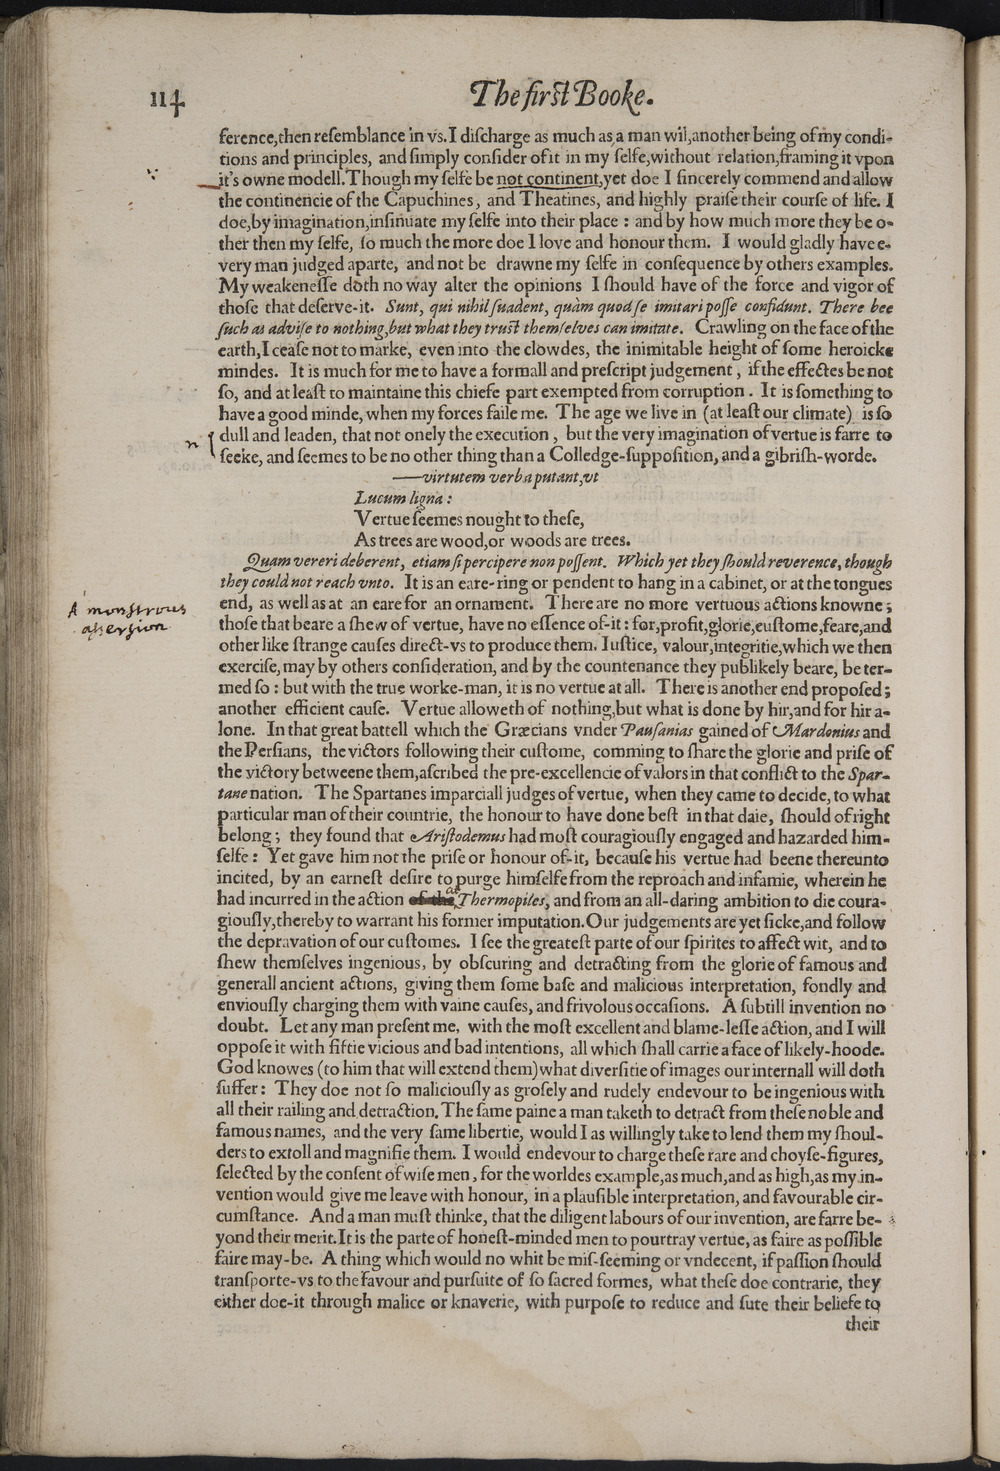 114
The firſt Booke.
ference, then reſemblance in vs. I diſcharge as much as a man wil, another being of my condi-
tions and principles, and ſimply conſider of it in my ſelfe, without relation, framing it vpon
it's owne modell. Though my ſelfe be not continent, yet doe I ſincerely commend and allow
the continencie of the Capuchines, and Theatines, and highly praiſe their courſe of life. I
doe, by imagination, inſinuate my ſelfe into their place : and by how much more they be o-
ther then my ſelfe, ſo much the more doe I love and honour them. I would gladly have e-
very man judged aparte, and not be drawne my ſelfe in conſequence by others examples.
My weakeneſſe doth no way alter the opinions I ſhould have of the force and vigor of
thoſe that deſerve-it. Sunt, qui nihil ſuadent, quàm quod ſe imitari poſſe confidunt. There bee
ſuch as adviſe to nothing, but what they truſt themſelves can imitate. Crawling on the face of the
earth, I ceaſe not to marke, even into the clowdes, the inimitable height of ſome heroicke
mindes. It is much for me to have a formall and preſcript judgement, if the effectes be not
ſo, and at leaſt to maintaine this chiefe part exempted from corruption. It is ſomething to
have a good minde, when my forces faile me. The age we live in (at leaſt our climate) is ſo
n dull and leaden, that not onely the execution, but the very imagination of vertue is farre to
ſeeke, and ſeemes to be no other thing than a Colledge-ſuppoſition, and a gibriſh-worde.
——virtutem verba putant, vt
Lucum ligna :
Vertue ſeemes nought to theſe,
As trees are wood, or woods are trees.
Quam vereri deberent, etiam ſi percipere non poſſent. Which yet they ſhould reverence, though
they could not reach vnto. It is an eare-ring or pendent to hang in a cabinet, or at the tongues
A monstrous
assertion
end, as well as at an eare for an ornament. There are no more vertuous actions knowne;
thoſe that beare a ſhew of vertue, have no eſſence of-it : for, profit, glorie, cuſtome, feare, and
other like ſtrange cauſes direct-vs to produce them. Iuſtice, valour, integritie, which we then
exerciſe, may by others conſideration, and by the countenance they publikely beare, be ter-
med ſo : but with the true worke-man, it is no vertue at all. There is another end propoſed;
another efficient cauſe. Vertue alloweth of nothing, but what is done by hir, and for hir a-
lone. In that great battell which the Græcians vnder Pauſanias gained of Mardonius and
the Perſians, the victors following their cuſtome, comming to ſhare the glorie and priſe of
the victory betweene them, aſcribed the pre-excellencie of valors in that conflict to the Spar-
tane nation. The Spartanes imparciall judges of vertue, when they came to decide, to what
particular man of their countrie, the honour to have done beſt in that daie, ſhould of right
belong; they found that Ariſtodemus had moſt couragiouſly engaged and hazarded him-
ſelfe : Yet gave him not the priſe or honour of-it, becauſe his vertue had beene thereunto
incited, by an earneſt deſire to purge himſelfe from the reproach and infamie, wherein he
had incurred in the action of the at Thermopiles, and from an all-daring ambition to die coura-
giouſly, thereby to warrant his former imputation. Our judgements are yet ſicke, and follow
the depravation of our cuſtomes. I ſee the greateſt parte of our ſpirites to affect wit, and to
ſhew themſelves ingenious, by obſcuring and detracting from the glorie of famous and
generall ancient actions, giving them ſome baſe and malicious interpretation, fondly and
enviouſly charging them with vaine cauſes, and frivolous occaſions. A ſubtill invention no
doubt. Let any man preſent me, with the moſt excellent and blame-leſſe action, and I will
oppoſe it with fiftie vicious and bad intentions, all which ſhall carrie a face of likely-hoode.
God knowes (to him that will extend them) what diverſitie of images our internall will doth
ſuffer : They doe not ſo maliciouſly as groſely and rudely endevour to be ingenious with
all their railing and detraction. The ſame paine a man taketh to detract from theſe noble and
famous names, and the very ſame libertie, would I as willingly take to lend them my ſhoul-
ders to extoll and magnifie them. I would endevour to charge theſe rare and choyſe-figures,
ſelected by the conſent of wiſe men, for the worldes example, as much, and as high, as my in-
vention would give me leave with honour, in a plauſible interpretation, and favourable cir-
cumſtance. And a man muſt thinke, that the diligent labours of our invention, are farre be-
yond their merit. It is the parte of honeſt-minded men to pourtray vertue, as faire as poſſible
faire may-be. A thing which would no whit be miſ-ſeeming or vndecent, if paſſion ſhould
tranſporte-vs to the favour and purſuite of ſo ſacred formes, what theſe doe contrarie, they
either doe-it through malice or knaverie, with purpoſe to reduce and ſute their beliefe to
their